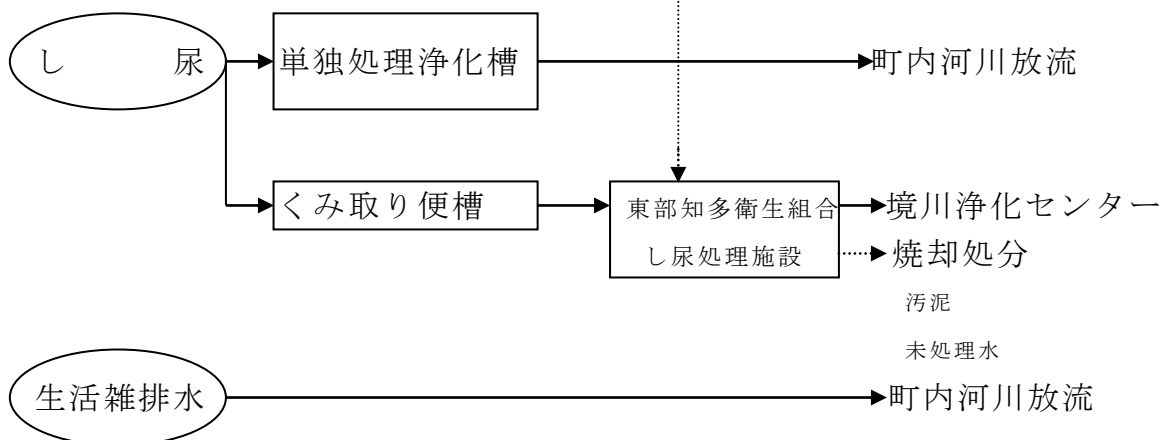 し　尿
単独処理浄化槽
町内河川放流
くみ取り便槽
東部知多衛生組合
し尿処理施設
境川浄化センター
焼却処分
汚泥
未処理水
生活雑排水
町内河川放流